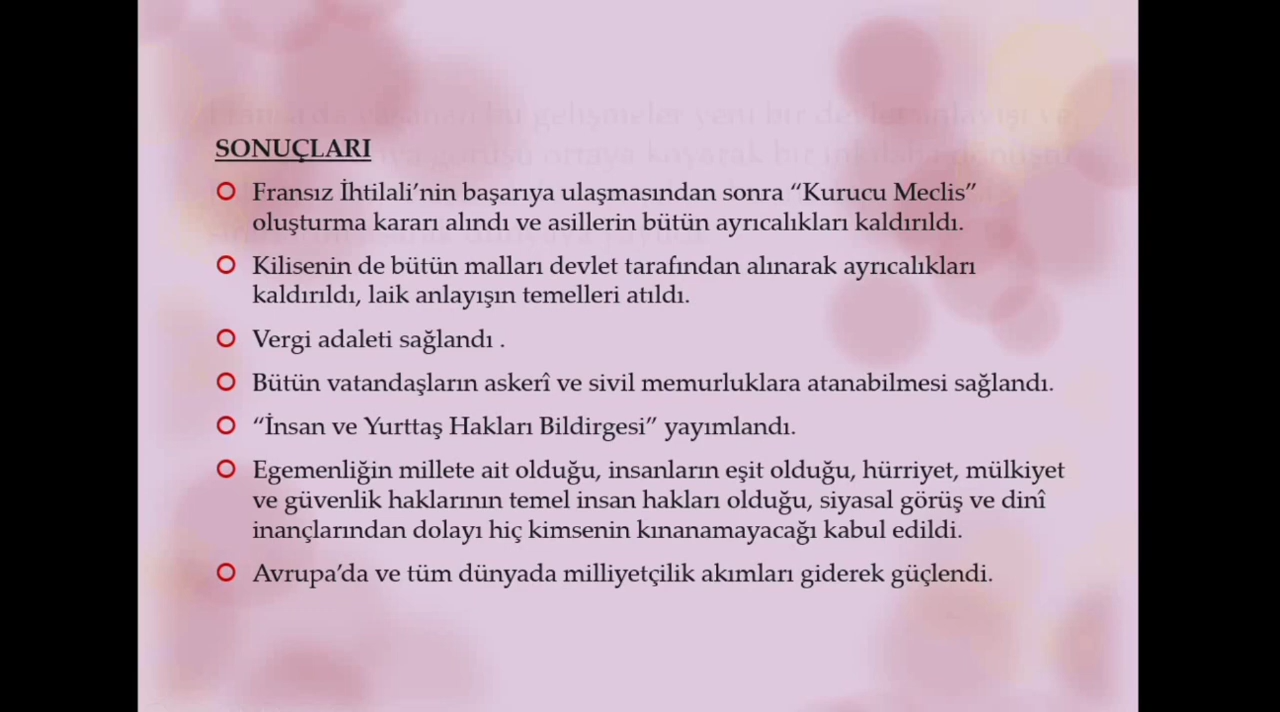 SONUÇLARI
Fransız İhtilali’nin başarıya ulaşmasından sonra “Kurucu Meclis”
oluşturma kararı alındı ve asillerin bütün ayrıcalıkları kaldırıldı.
Kilisenin de bütün malları devlet tarafından alınarak ayrıcalıkları
kaldırıldı, laik anlayışın temelleri atıldı.
Vergi adaleti sağlandı .
Bütün vatandaşların askerî ve sivil memurluklara atanabilmesi sağlandı.
“İnsan ve Yurttaş Hakları Bildirgesi” yayımlandı.
Egemenliğin millete ait olduğu, insanların eşit olduğu, hürriyet, mülkiyet
ve güvenlik haklarının temel insan hakları olduğu, siyasal görüş ve dinî
inançlarından dolayı hiç kimsenin kınanamayacağı kabul edildi.
Avrupa’da ve tüm dünyada milliyetçilik akımları giderek güçlendi.